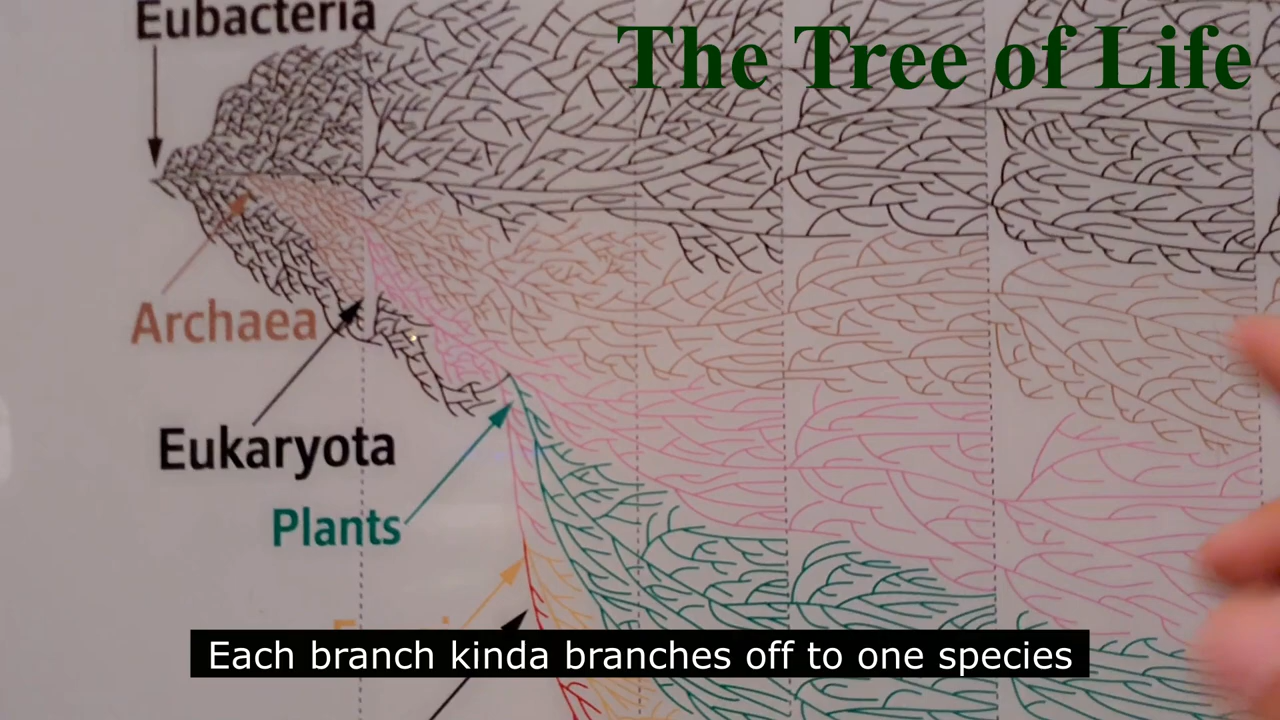 Eubacteria
The Tree of Life
Archaea
Eukaryota
Plants
Each branch kinda branches off to one species